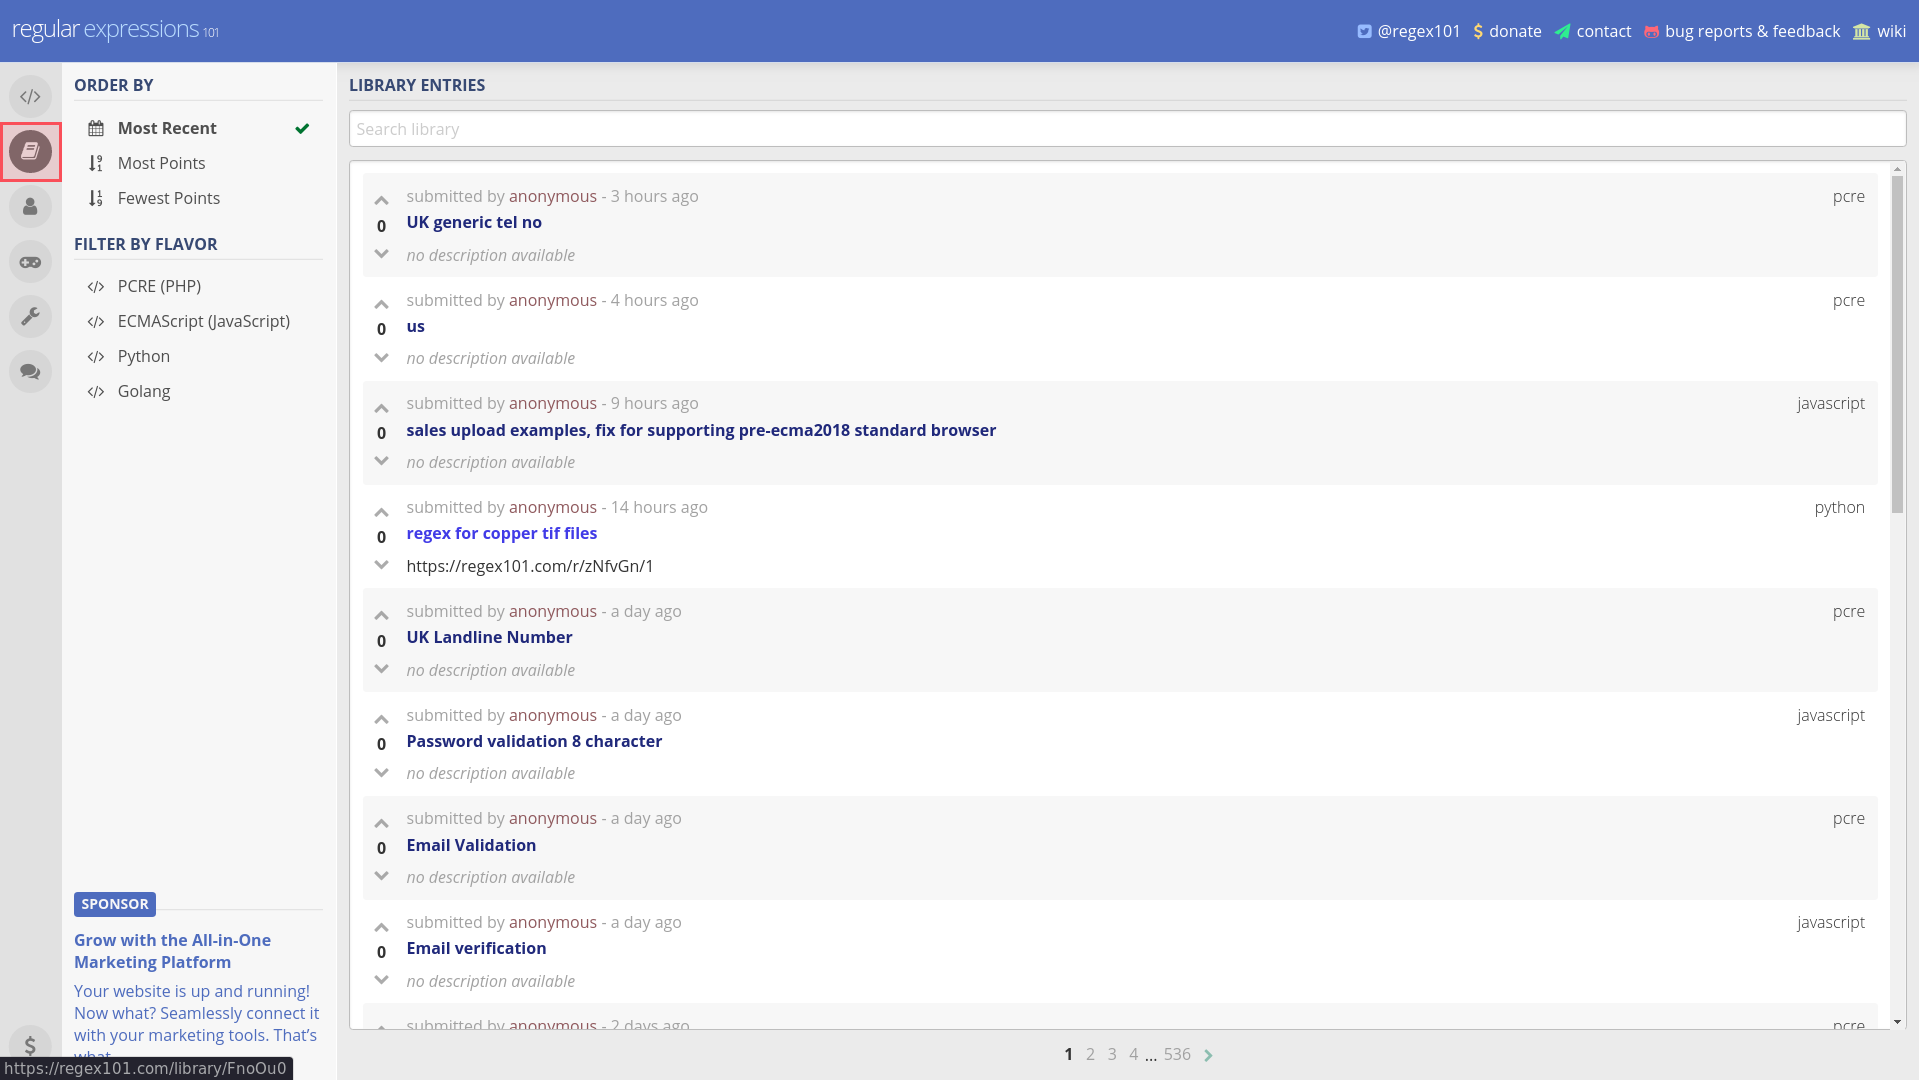 regular expressions 101
@regex101
donate
contact
bug reports & feedback
wiki
ORDER BY
Most Recent
Most Points
Fewest Points
FILTER BY FLAVOR
PCRE (PHP)
ECMAScript (JavaScript)
Python
Golang
SPONSOR
Grow with the All-in-One
Marketing Platform
Your website is up and running!
Now what? Seamlessly connect it
with your marketing tools. That's
what
https://regex101.com/library/FnoOu0
LIBRARY ENTRIES
Search library
submitted by anonymous - 3 hours ago
pcre
0
UK generic tel no
no description available
submitted by anonymous - 4 hours ago
pcre
0
us
no description available
submitted by anonymous - 9 hours ago
javascript
0
sales upload examples, fix for supporting pre-ecma2018 standard browser
no description available
submitted by anonymous - 14 hours ago
python
0
regex for copper tif files
https://regex101.com/r/zNfvGn/1
submitted by anonymous - a day ago
pcre
0
UK Landline Number
no description available
submitted by anonymous - a day ago
javascript
0
Password validation 8 character
no description available
submitted by anonymous - a day ago
pcre
0
Email Validation
no description available
submitted by anonymous - a day ago
javascript
0
Email verification
no description available
submitted by anonymous - 2 days ago
pcre
1 2 3 4 ... 536